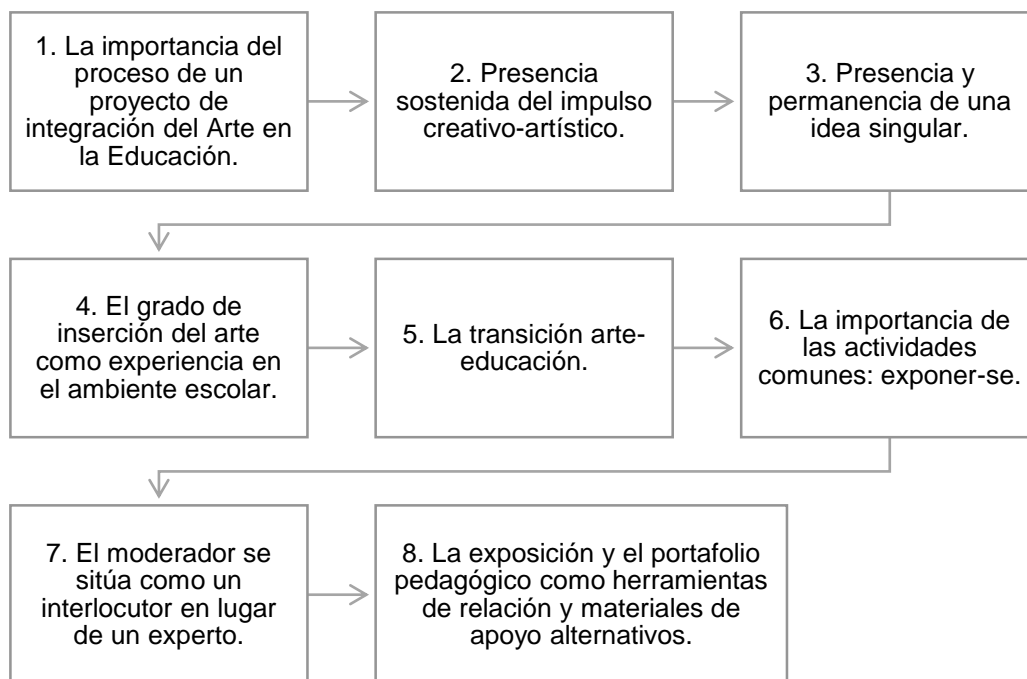 1. La importancia del
proceso de un
proyecto de
integración del Arte en
la Educación.
2. Presencia
sostenida del impulso
creativo-artístico.
3. Presencia y
permanencia de una
idea singular.
4. El grado de
inserción del arte
como experiencia en
el ambiente escolar.
5. La transición arte-
educación.
6. La importancia de
las actividades
comunes: exponer-se.
7. El moderador se
sitúa como un
interlocutor en lugar
de un experto.
8. La exposición y el portafolio
pedagógico como herramientas
de relación y materiales de
apoyo alternativos.